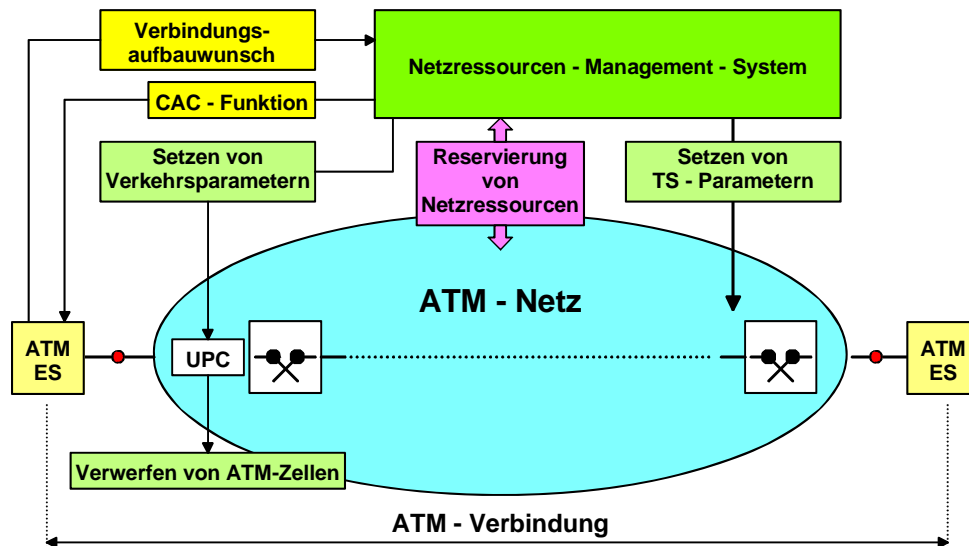 Verbindungs-
aufbauwunsch
Netzressourcen - Management - System
CAC - Funktion
Setzen von
Verkehrsparametern
Reservierung
von
Netzressourcen
Setzen von
TS - Parametern
ATM - Netz
ATM
ES
UPC
ATM
ES
Verwerfen von ATM-Zellen
ATM - Verbindung